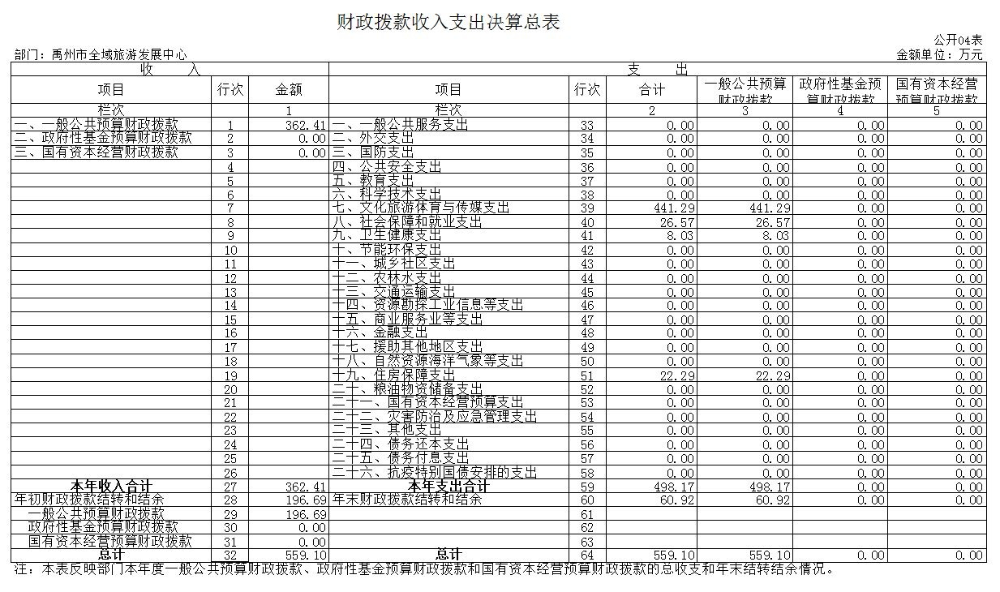 财政拨款收入支出决算总表
公开04表
部门：禹州市全域旅游发展中心 金额单位：万元
收 入 支 出
项目 行次 金额 项目 行次 合计 一般公共预算财政拨款 政府性基金预算财政拨款 国有资本经营预算财政拨款
栏次 1 栏次 2 3 4 5
一、一般公共预算财政拨款 1 362.41 一、一般公共服务支出 33 0.00 0.00 0.00 0.00
二、政府性基金预算财政拨款 2 0.00 二、外交支出 34 0.00 0.00 0.00 0.00
三、国有资本经营财政拨款 3 0.00 三、国防支出 35 0.00 0.00 0.00 0.00
4 四、公共安全支出 36 0.00 0.00 0.00 0.00
5 五、教育支出 37 0.00 0.00 0.00 0.00
6 六、科学技术支出 38 0.00 0.00 0.00 0.00
7 七、文化旅游体育与传媒支出 39 441.29 441.29 0.00 0.00
8 八、社会保障和就业支出 40 26.57 26.57 0.00 0.00
9 九、卫生健康支出 41 8.03 8.03 0.00 0.00
10 十、节能环保支出 42 0.00 0.00 0.00 0.00
11 十一、城乡社区支出 43 0.00 0.00 0.00 0.00
12 十二、农林水支出 44 0.00 0.00 0.00 0.00
13 十三、交通运输支出 45 0.00 0.00 0.00 0.00
14 十四、资源勘探工业信息等支出 46 0.00 0.00 0.00 0.00
15 十五、商业服务业等支出 47 0.00 0.00 0.00 0.00
16 十六、金融支出 48 0.00 0.00 0.00 0.00
17 十七、援助其他地区支出 49 0.00 0.00 0.00 0.00
18 十八、自然资源海洋气象等支出 50 0.00 0.00 0.00 0.00
19 十九、住房保障支出 51 22.29 22.29 0.00 0.00
20 二十、粮油物资储备支出 52 0.00 0.00 0.00 0.00
21 二十一、国有资本经营预算支出 53 0.00 0.00 0.00 0.00
22 二十二、灾害防治及应急管理支出 54 0.00 0.00 0.00 0.00
23 二十三、其他支出 55 0.00 0.00 0.00 0.00
24 二十四、债务还本支出 56 0.00 0.00 0.00 0.00
25 二十五、债务付息支出 57 0.00 0.00 0.00 0.00
26 二十六、抗疫特别国债安排的支出 58 0.00 0.00 0.00 0.00
本年收入合计 27 362.41 本年支出合计 59 498.17 498.17 0.00 0.00
年初财政拨款结转和结余 28 196.69 年末财政拨款结转和结余 60 60.92 60.92 0.00 0.00
一般公共预算财政拨款 29 196.69 61
政府性基金预算财政拨款 30 0.00 62
国有资本经营预算财政拨款 31 0.00 63
总计 32 559.10 总计 64 559.10 559.10 0.00 0.00
注：本表反映部门本年度一般公共预算财政拨款、政府性基金预算财政拨款和国有资本经营预算财政拨款的总收支和年末结转结余情况。